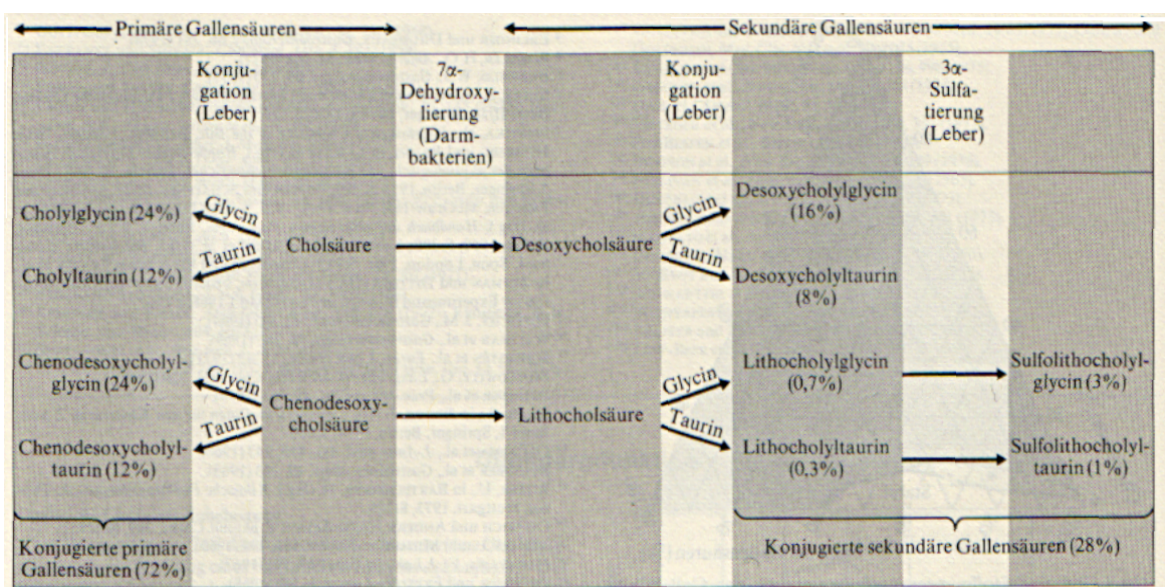 Primäre Gallensäuren
Sekundäre Gallensäuren
Konju-
gation
(Leber)
7α-
Dehydroxy-
lierung
(Darm-
bakterien)
Konju-
gation
(Leber)
3α-
Sulfa-
tierung
(Leber)
Cholylglycin (24%)
Glycin
Cholsäure
Taurin
Cholyltaurin (12%)
Desoxycholsäure
Glycin
Taurin
Desoxycholylglycin
(16%)
Desoxycholyltaurin
(8%)
Chenodesoxycholyl-
glycin (24%)
Glycin
Chenodesoxy-
cholsäure
Taurin
Chenodesoxycholyl-
taurin (12%)
Lithocholsäure
Glycin
Taurin
Lithocholylglycin
(0,7%)
Sulfolithocholyl-
glycin (3%)
Lithocholyltaurin
(0.3%)
Sulfolithocholyl-
taurin (1%)
Konjugierte primäre
Gallensäuren (72%)
Konjugierte sekundäre Gallensäuren (28%)